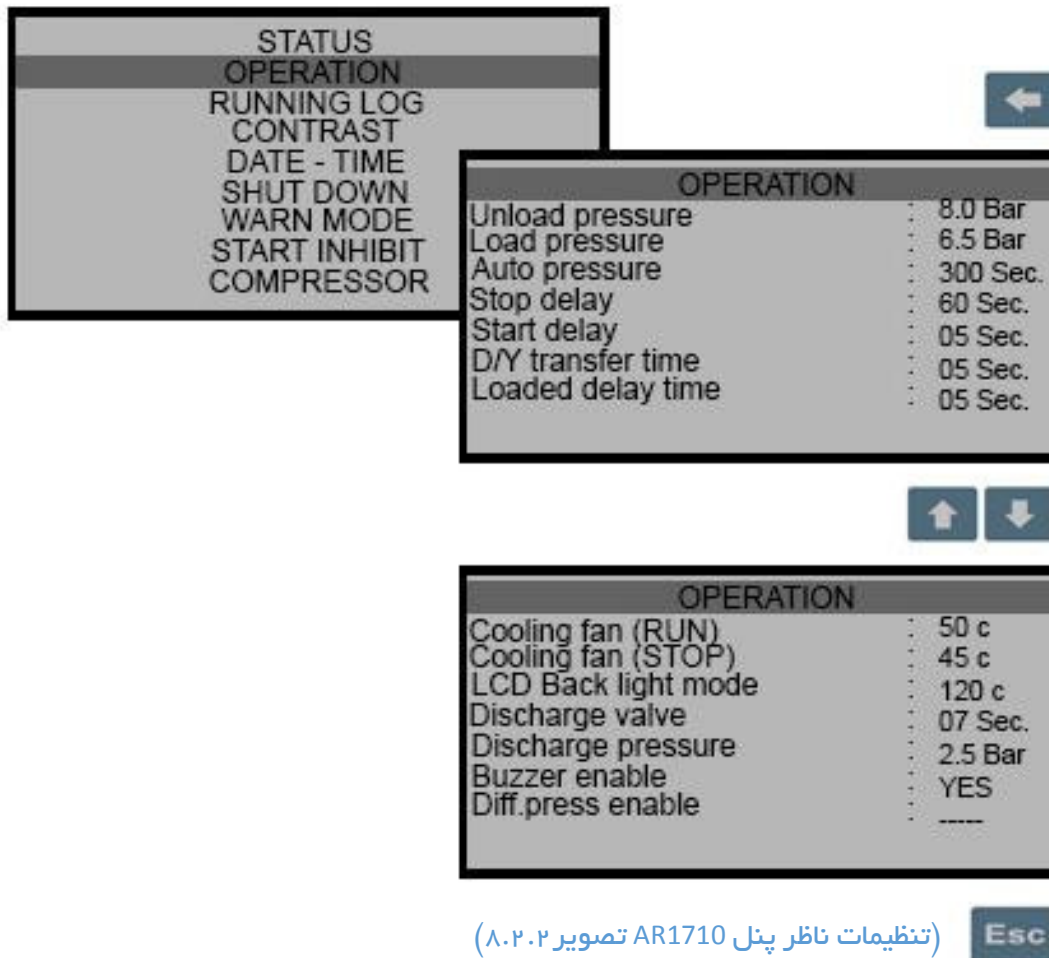 STATUS
OPERATION
RUNNING LOG
CONTRAST
DATE - TIME
SHUT DOWN
WARN MODE
START INHIBIT
COMPRESSOR
OPERATION
Unload pressure : 8.0 Bar
Load pressure : 6.5 Bar
Auto pressure : 300 Sec.
Stop delay : 60 Sec.
Start delay : 05 Sec.
D/Y transfer time : 05 Sec.
Loaded delay time : 05 Sec.
OPERATION
Cooling fan (RUN) : 50 c
Cooling fan (STOP) : 45 c
LCD Back light mode : 120 c
Discharge valve : 07 Sec.
Discharge pressure : 2.5 Bar
Buzzer enable : YES
Diff.press enable : -----
(تنظیمات ناظر پنل AR1710 تصویر ۸.۲.۲)
Esc